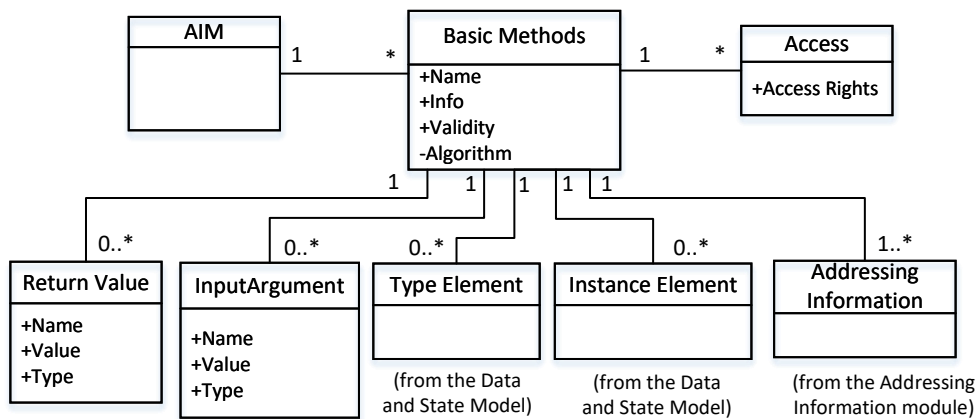 AIM
1
*
Basic Methods
+Name
+Info
+Validity
-Algorithm
1
*
Access
+Access Rights
1
1
1
1
1
0..*
0..*
0..*
0..*
1..*
Return Value
+Name
+Value
+Type
InputArgument
+Name
+Value
+Type
Type Element
(from the Data
and State Model)
Instance Element
(from the Data
and State Model)
Addressing
Information
(from the Addressing
Information module)